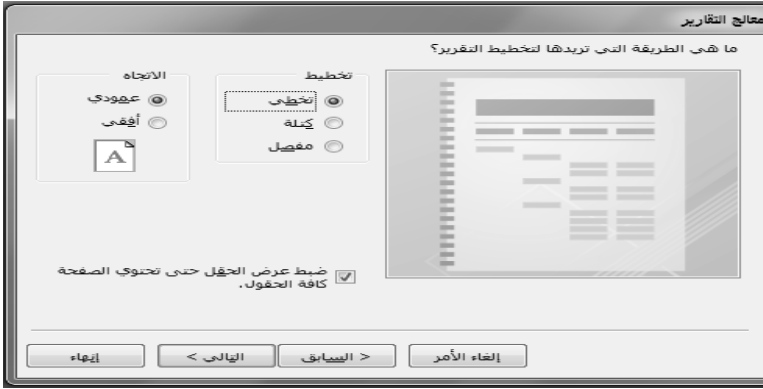 معالج التقارير
ما هي الطريقة التي تريدها لتخطيط التقرير؟
تخطيط
تخطي
كتلة
مفصل
الاتجاه
عمودي
أفقي
A
ضبط عرض الحقل حتى تحتوي الصفحة
كافة الحقول.
إلغاء الأمر
< السابق
التالي >
إنهاء